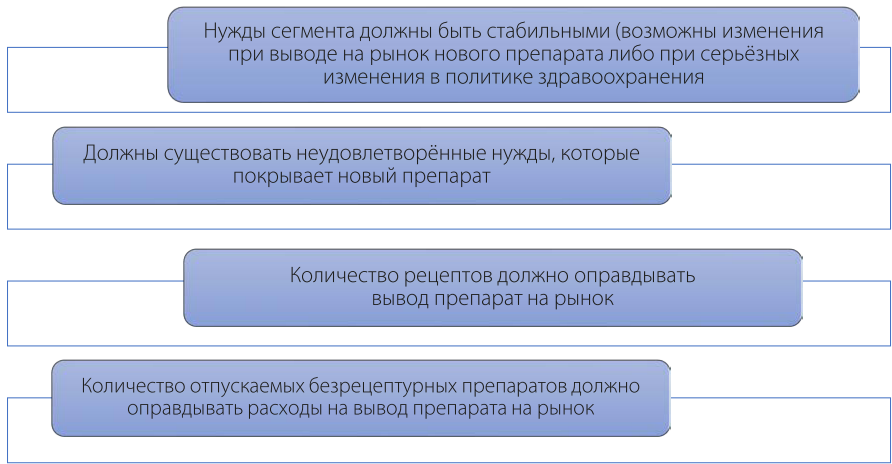 Нужды сегмента должны быть стабильными (возможны изменения
при выводе на рынок нового препарата либо при серьёзных
изменения в политике здравоохранения
Должны существовать неудовлетворённые нужды, которые
покрывает новый препарат
Количество рецептов должно оправдывать
вывод препарат на рынок
Количество отпускаемых безрецептурных препаратов должно
оправдывать расходы на вывод препарата на рынок